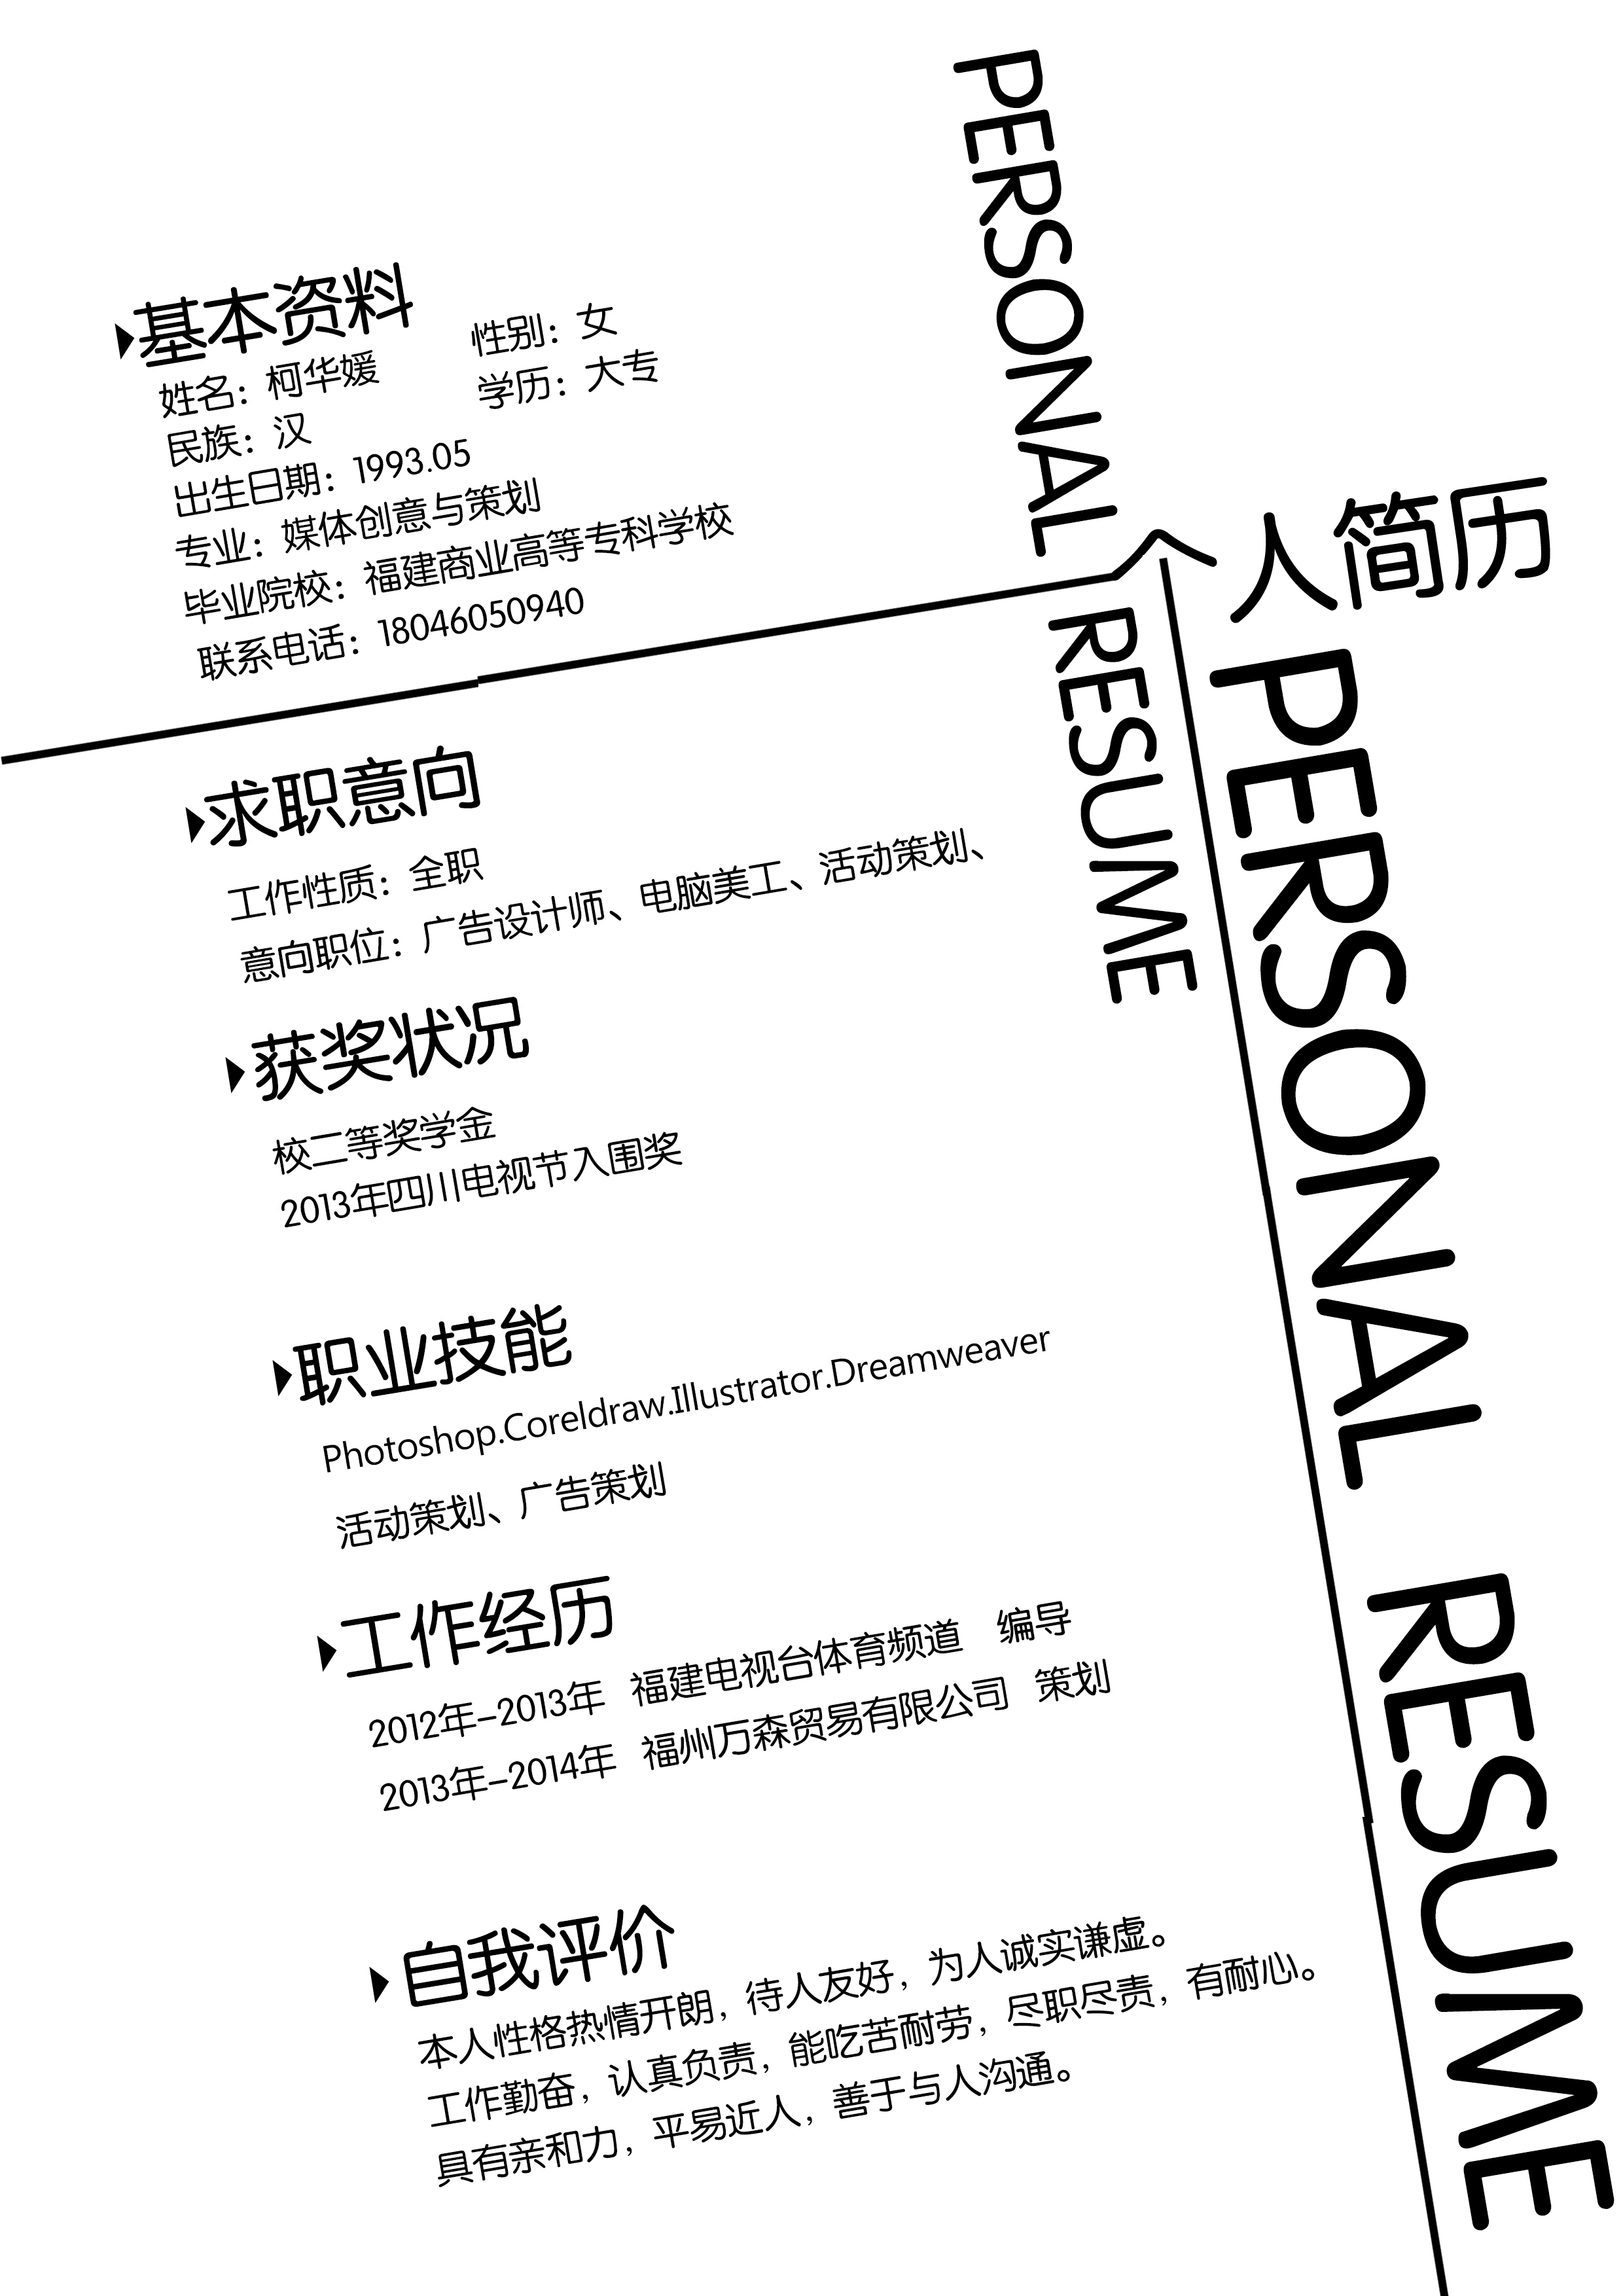 PERSONAL
RESUME
个人简历
PERSONAL RESUME
基本资料
姓名：柯华媛 性别：女
民族：汉 学历：大专
出生日期：1993.05
专业：媒体创意与策划
毕业院校：福建商业高等专科学校
联系电话：18046050940
求职意向
工作性质：全职
意向职位：广告设计师、电脑美工、活动策划、
获奖状况
校二等奖学金
2013年四川电视节入围奖
职业技能
Photoshop.Coreldraw.Illustrator.Dreamweaver
活动策划、广告策划
工作经历
2012年-2013年 福建电视台体育频道 编导
2013年-2014年 福州万森贸易有限公司 策划
自我评价
本人性格热情开朗，待人友好，为人诚实谦虚。
工作勤奋，认真负责，能吃苦耐劳，尽职尽责，有耐心。
具有亲和力，平易近人，善于与人沟通。